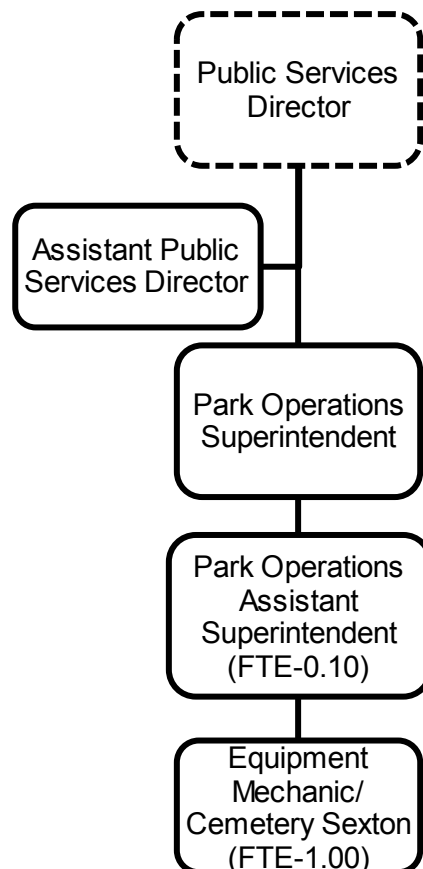 Public Services
Director
Assistant Public
Services Director
Park Operations
Superintendent
Park Operations
Assistant
Superintendent
(FTE-0.10)
Equipment
Mechanic/
Cemetery Sexton
(FTE-1.00)